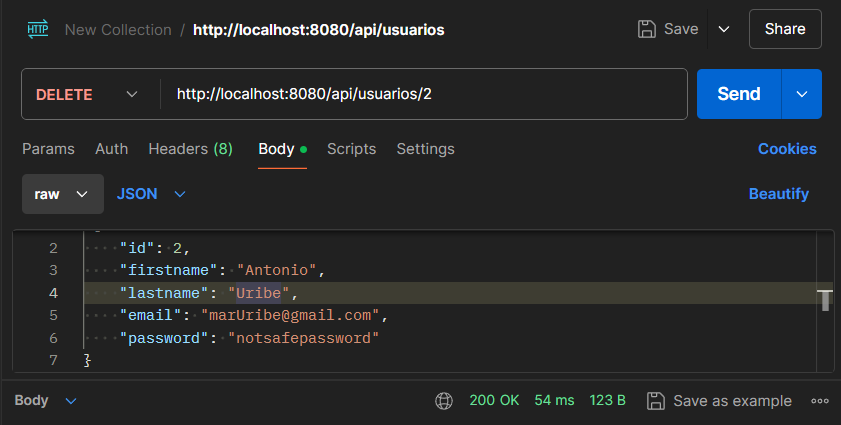 HTTP New Collection / http://localhost:8080/api/usuarios Save Share
DELETE http://localhost:8080/api/usuarios/2 Send
Params Auth Headers (8) Body Scripts Settings Cookies
raw JSON Beautify
2 "id": 2,
3 "firstname": "Antonio",
4 "lastname": "Uribe",
5 "email": "marUribe@gmail.com",
6 "password": "notsafepassword"
7 }
Body 200 OK 54 ms 123 B Save as example